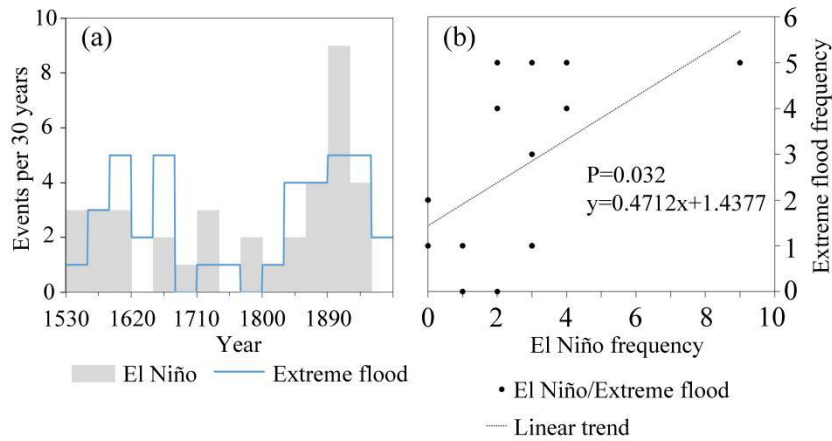 (a)
Events per 30 years
10
8
6
4
2
0
1530 1620 1710 1800 1890
Year
El Niño Extreme flood
(b)
P=0.032
y=0.4712x+1.4377
Extreme flood frequency
6
5
4
3
2
1
0
0 2 4 6 8 10
El Niño frequency
El Niño/Extreme flood
Linear trend